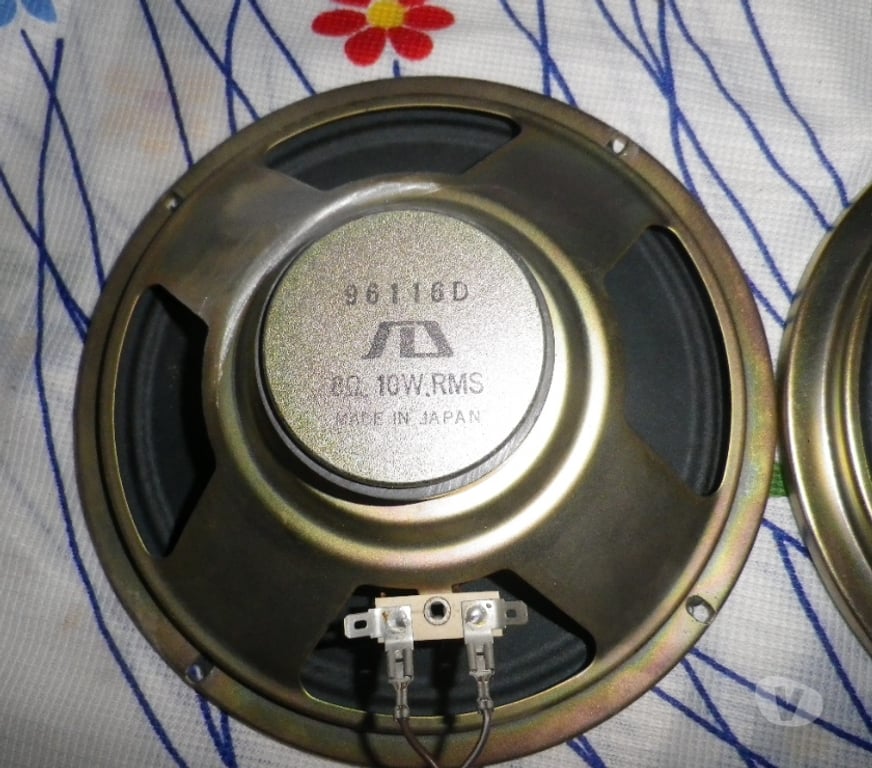 96116D
8Ω. 10W.RMS
MADE IN JAPAN
V